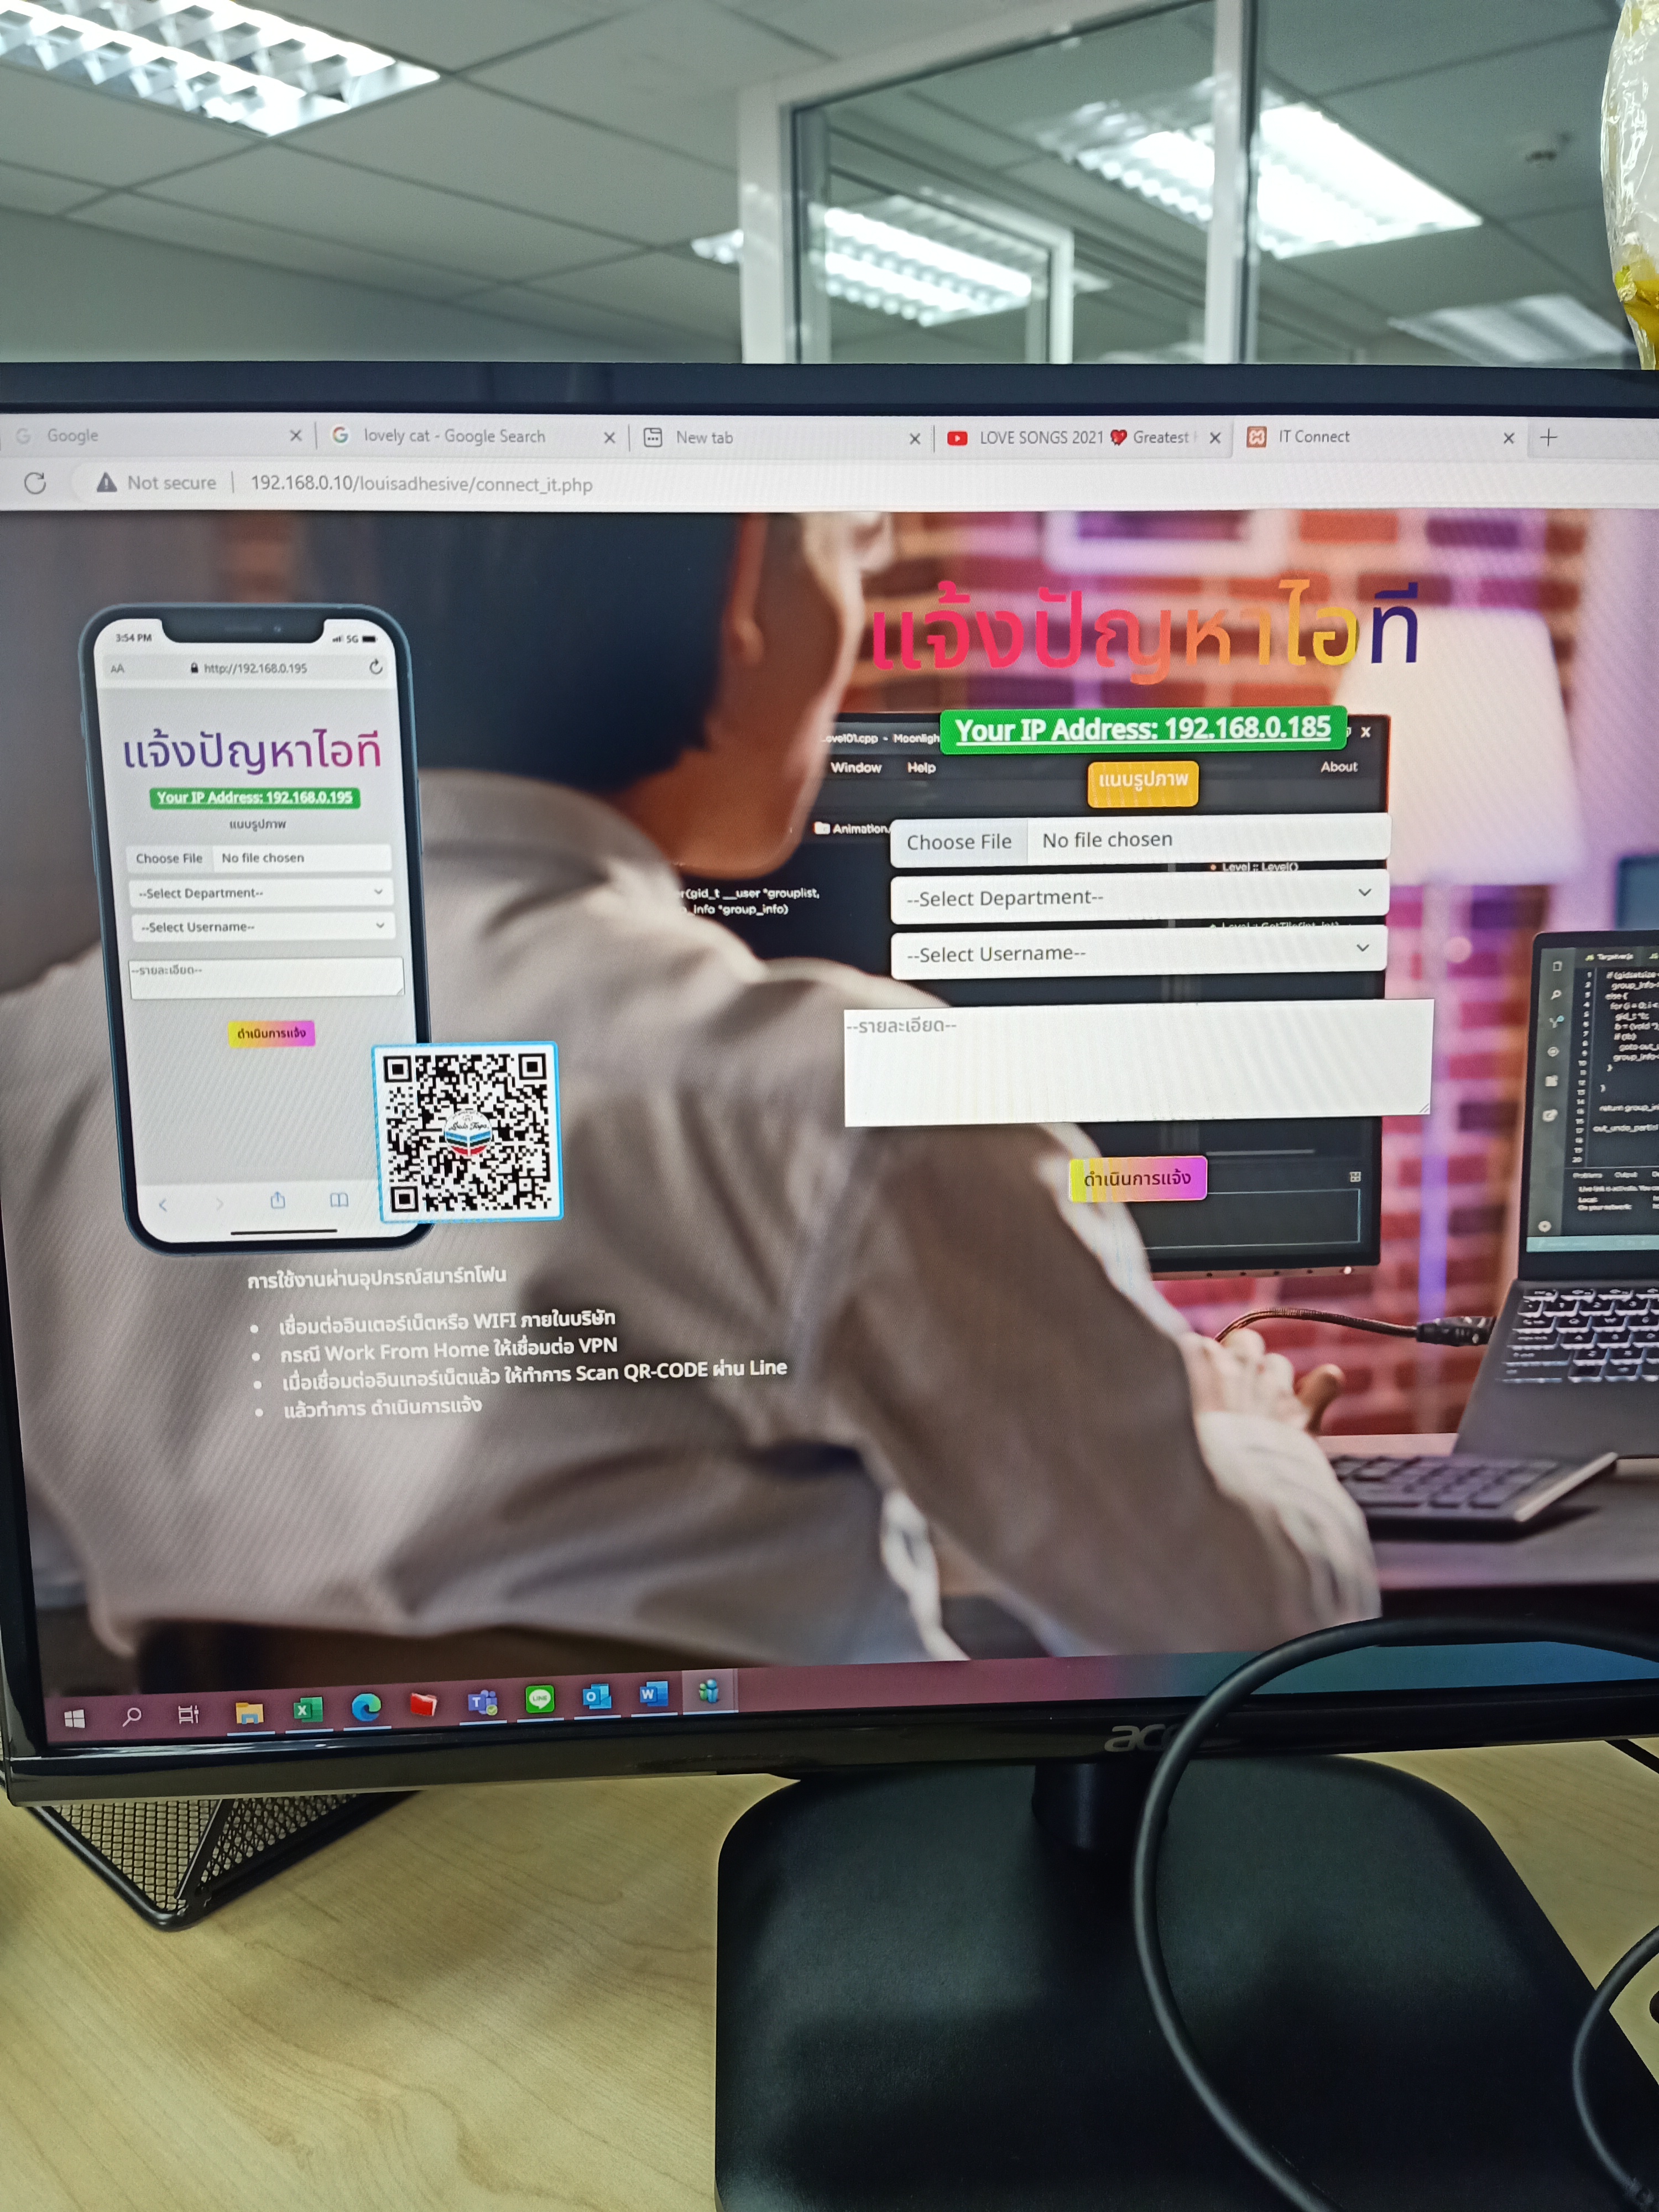 Google
lovely cat - Google Search
New tab
LOVE SONGS 2021 ❤ Greatest
IT Connect
Not secure
192.168.0.10/louisadhesive/connect_it.php
3:54 PM
5G
AA
http://192.168.0.195
แจ้งปัญหาไอที
Your IP Address: 192.168.0.195
แนบรูปภาพ
Choose File
No file chosen
--Select Department--
--Select Username--
--รายละเอียด--
ดำเนินการแจ้ง
การใช้งานผ่านอุปกรณ์สมาร์ทโฟน
• เชื่อมต่ออินเตอร์เน็ตหรือ WIFI ภายในบริษัท
• กรณี Work From Home ให้เชื่อมต่อ VPN
• เมื่อเชื่อมต่ออินเทอร์เน็ตแล้ว ให้ทำการ Scan QR-CODE ผ่าน Line
• แล้วทำการ ดำเนินการแจ้ง
แจ้งปัญหาไอที
Your IP Address: 192.168.0.185
Window
Help
About
แนบรูปภาพ
Animation
Choose File
No file chosen
(gid_t __user *grouplist,
_info *group_info)
--Select Department--
--Select Username--
--รายละเอียด--
ดำเนินการแจ้ง